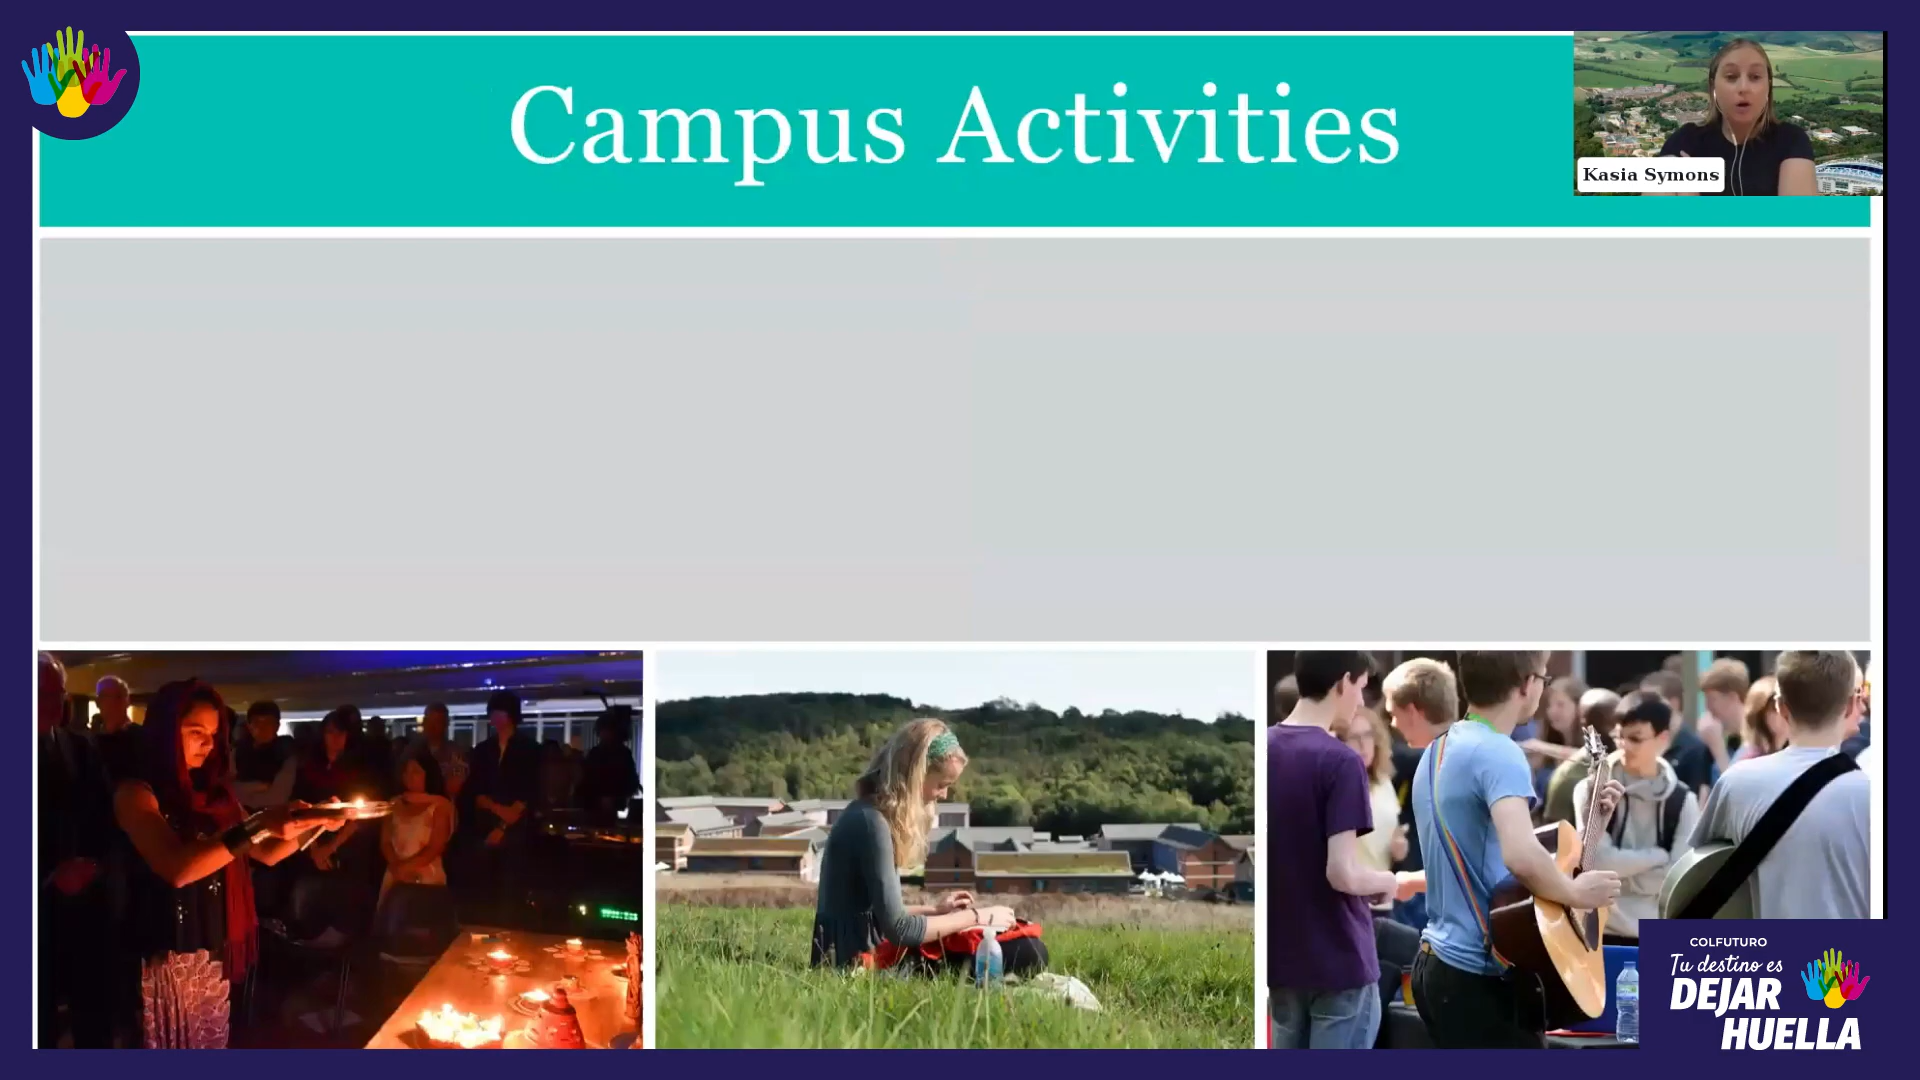 Campus Activities
Kasia Symons
COLFUTURO
Tu destino es
DEJAR
HUELLA